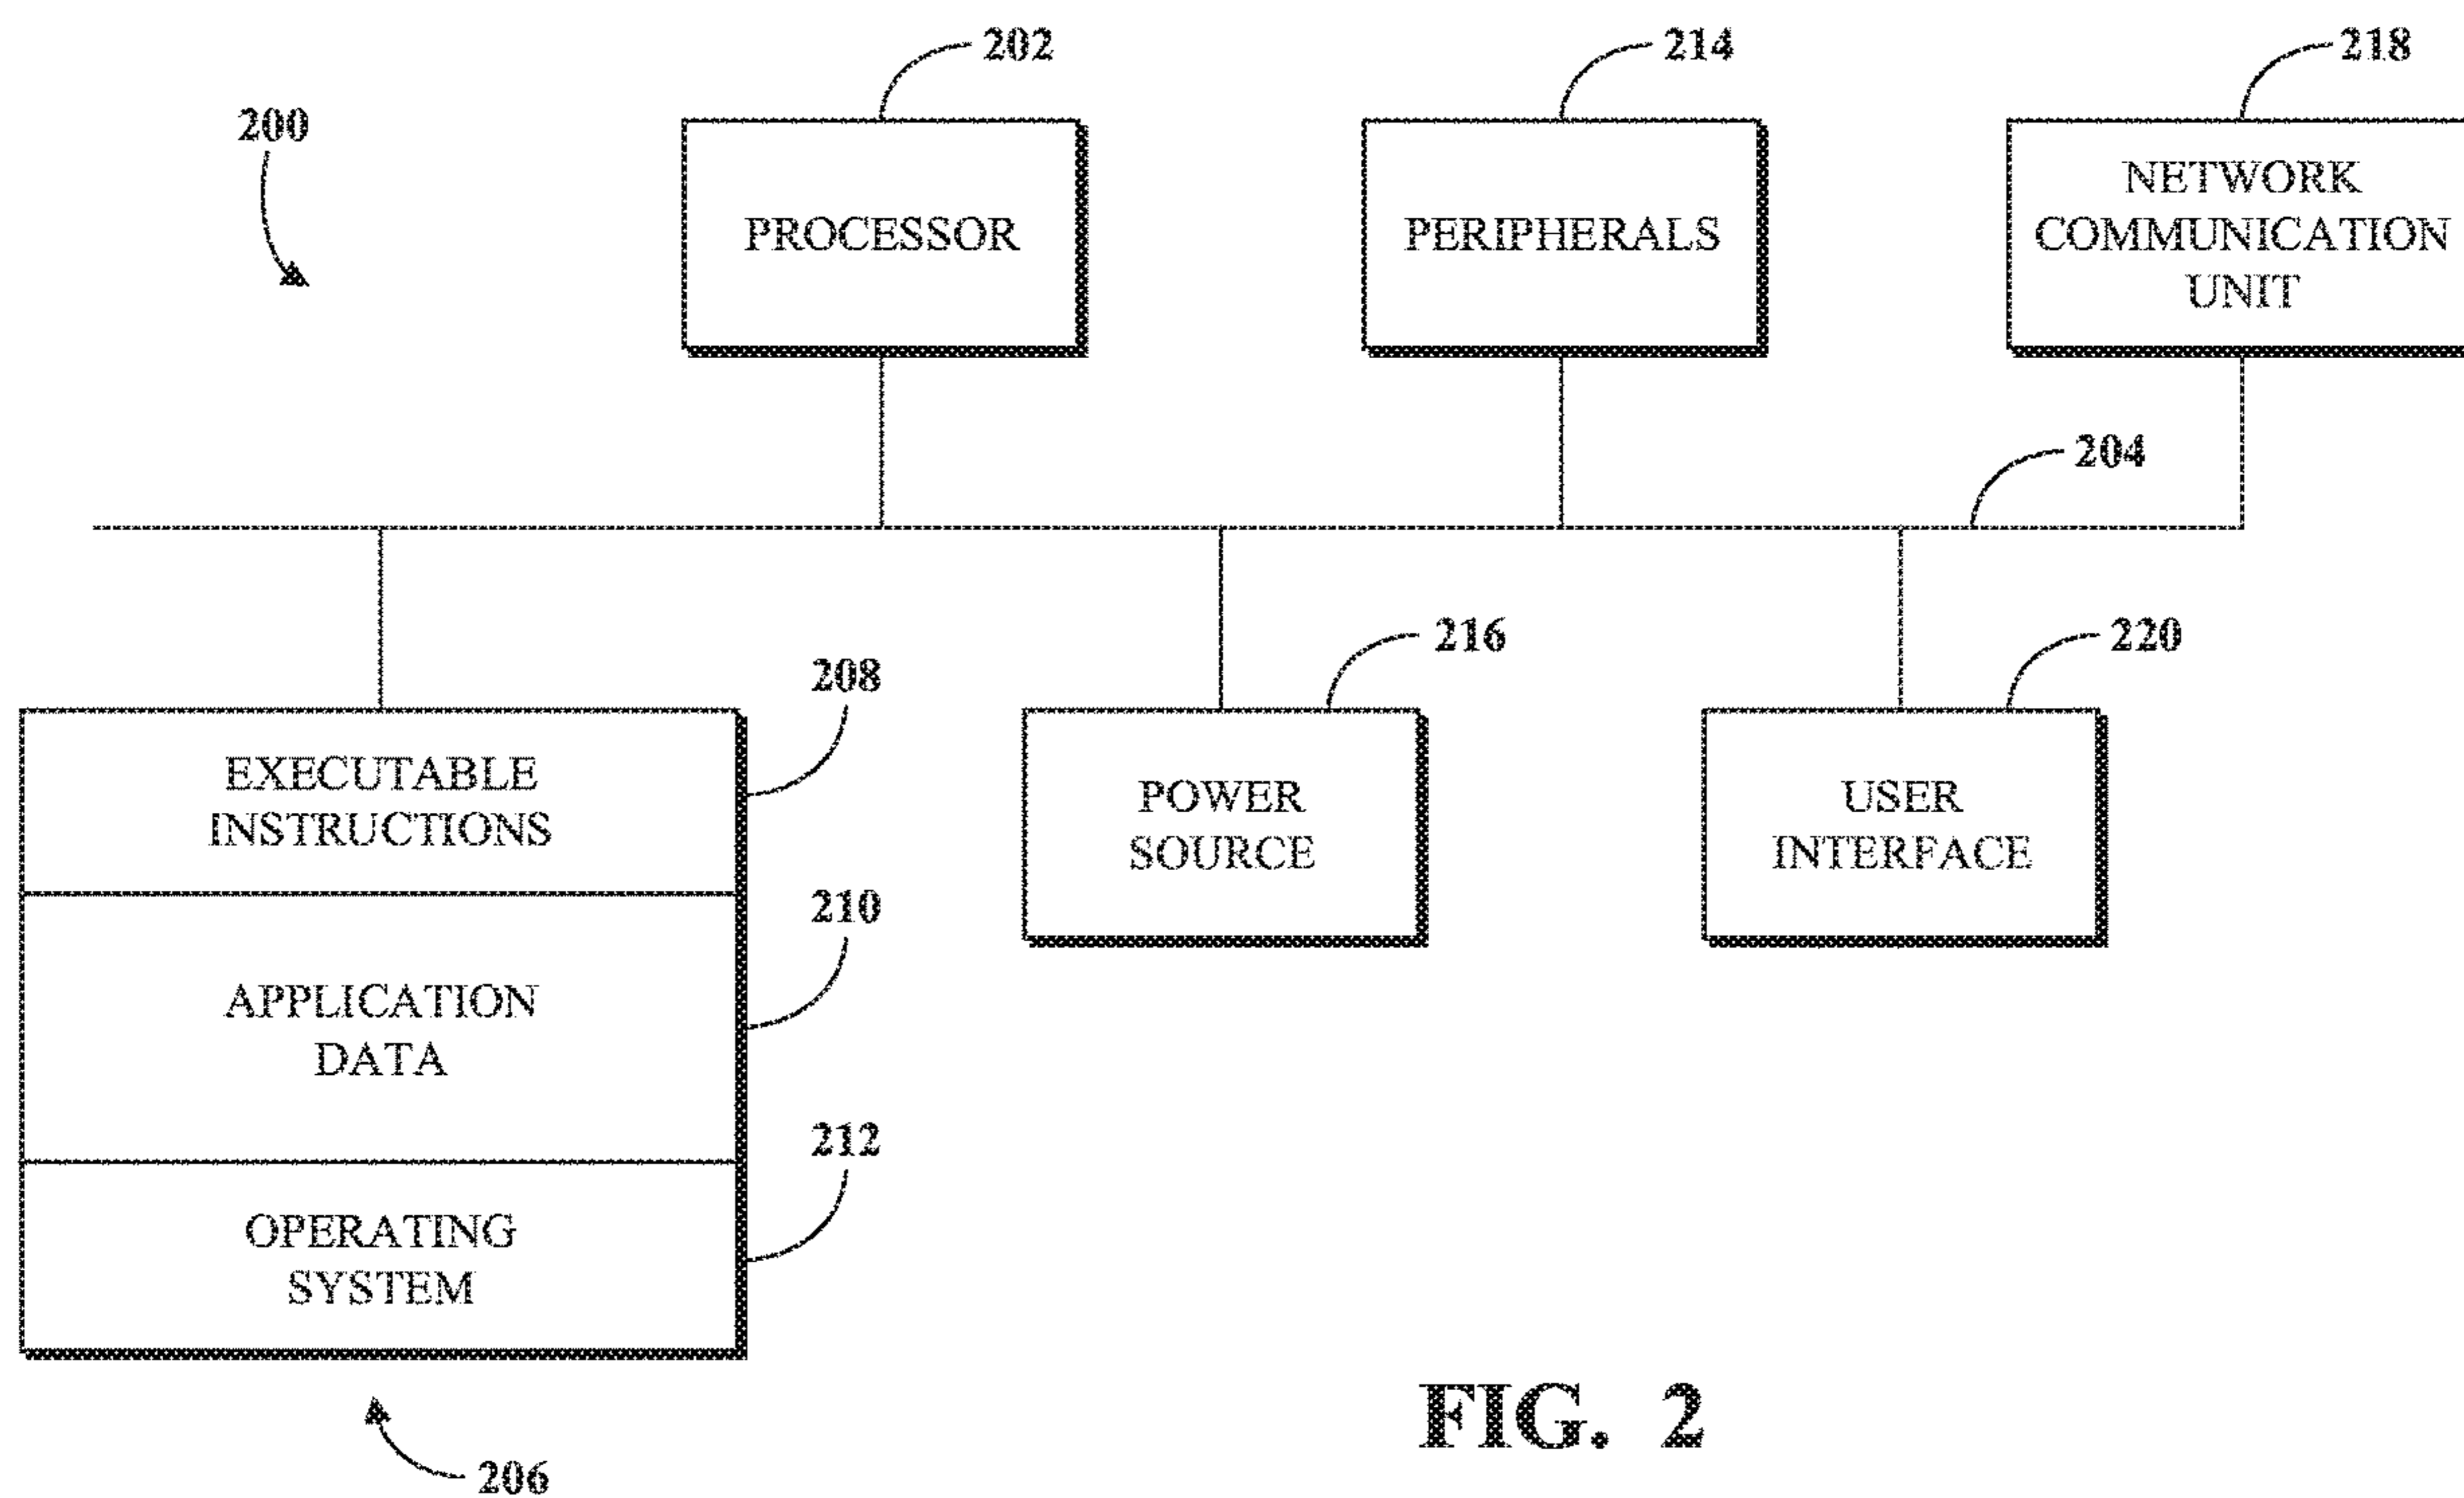 200
202
PROCESSOR
214
PERIPHERALS
218
NETWORK
COMMUNICATION
UNIT
204
208
EXECUTABLE
INSTRUCTIONS
210
APPLICATION
DATA
212
OPERATING
SYSTEM
206
216
POWER
SOURCE
220
USER
INTERFACE
FIG. 2